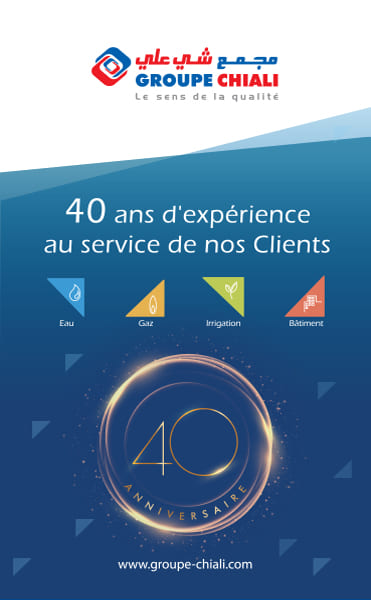 مجمع شي علي
GROUPE CHIALI
Le sens de la qualité
40 ans d'expérience
au service de nos Clients
Eau
Gaz
Irrigation
Bâtiment
40
ANNIVERSAIRE
www.groupe-chiali.com